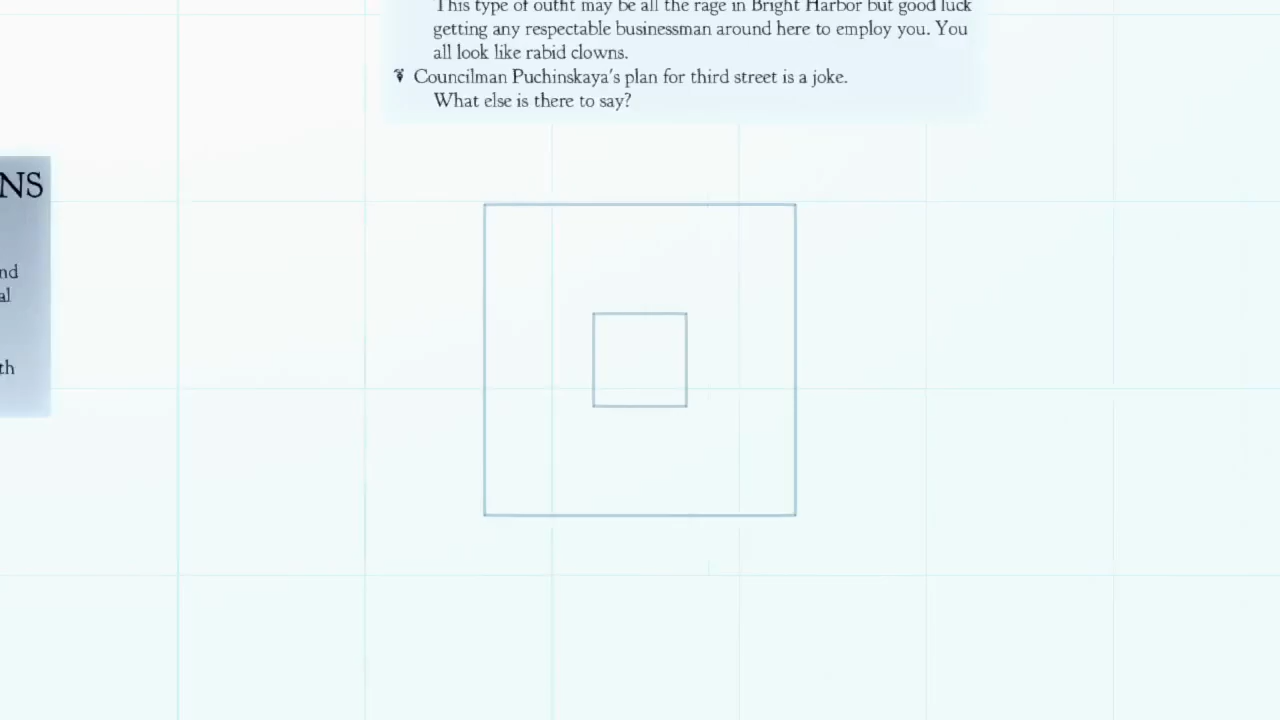 This type of outfit may be all the rage in Bright Harbor but good luck
getting any respectable businessman around here to employ you. You
all look like rabid clowns.
Councilman Puchinskaya's plan for third street is a joke.
What else is there to say?
NS
nd
al
th